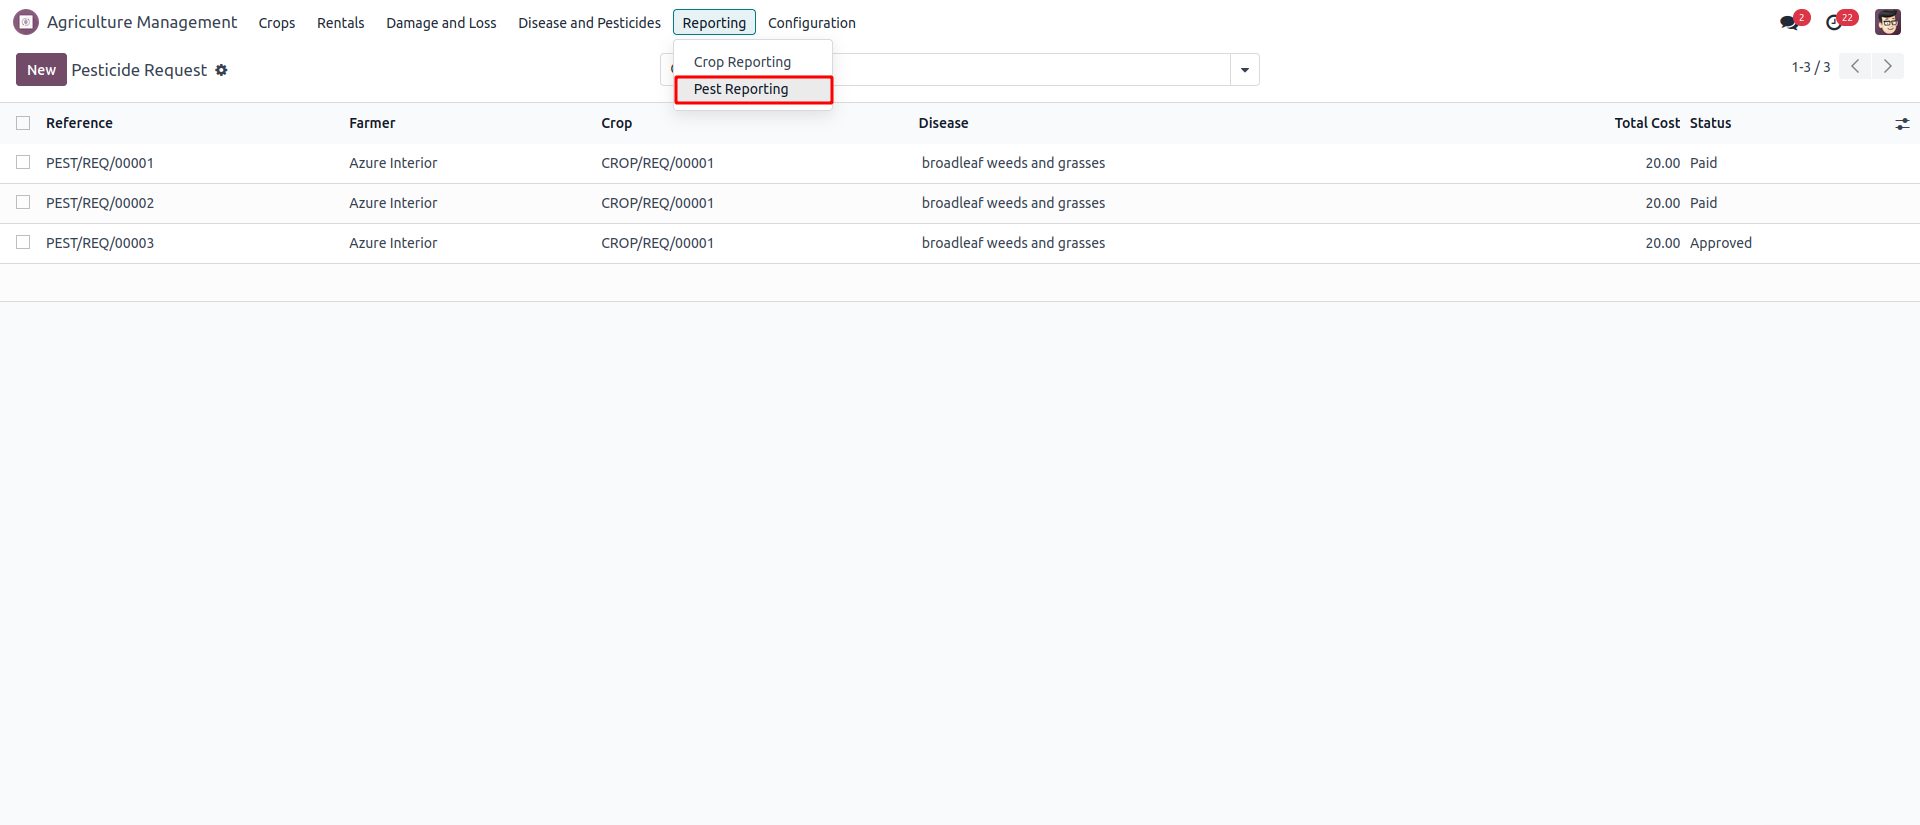 Agriculture Management Crops Rentals Damage and Loss Disease and Pesticides Reporting Configuration 2 22
New Pesticide Request 1-3 / 3
Crop Reporting
Pest Reporting
Reference Farmer Crop Disease Total Cost Status
PEST/REQ/00001 Azure Interior CROP/REQ/00001 broadleaf weeds and grasses 20.00 Paid
PEST/REQ/00002 Azure Interior CROP/REQ/00001 broadleaf weeds and grasses 20.00 Paid
PEST/REQ/00003 Azure Interior CROP/REQ/00001 broadleaf weeds and grasses 20.00 Approved